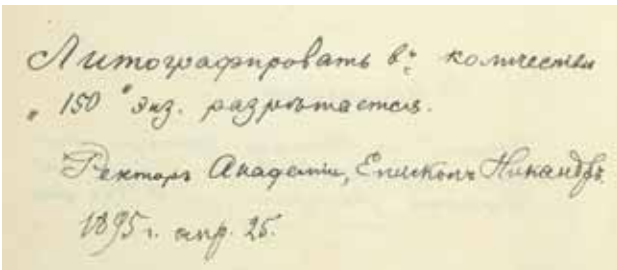 Литографировать въ количествѣ
„150" экз. разрѣшается.
Ректоръ Академіи, Епископъ Никандръ.
1895 г. апр. 25.